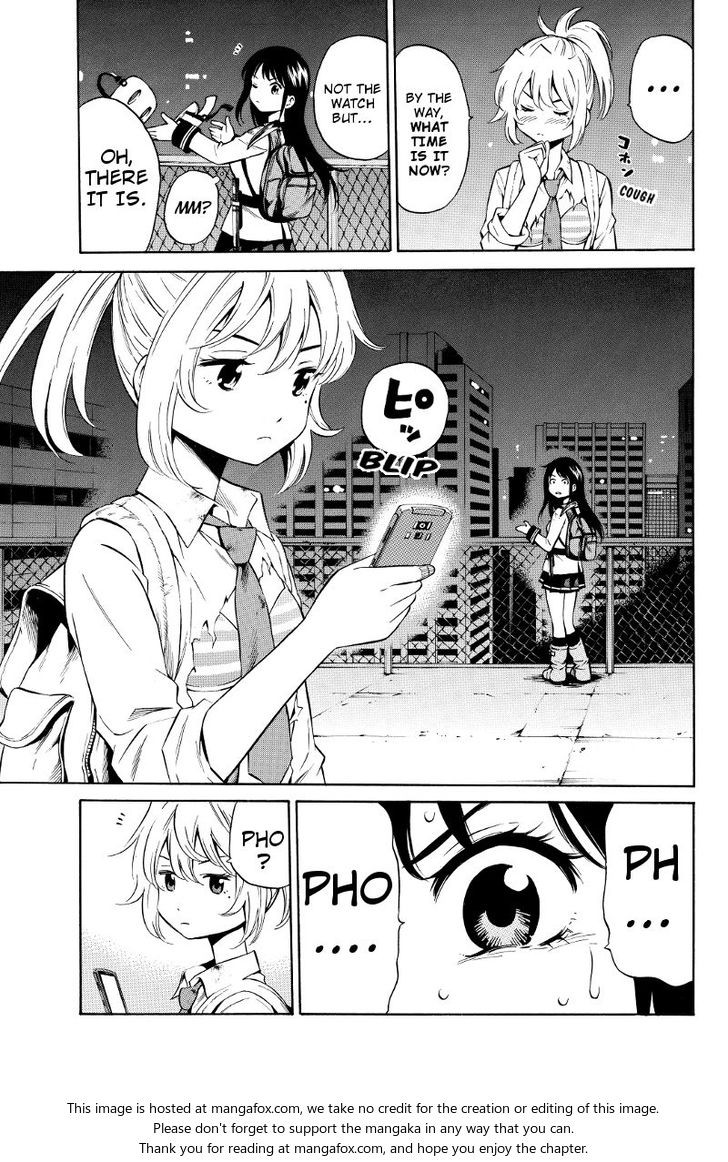 ...
コホン
COUGH
BY THE
WAY,
WHAT
TIME
IS IT
NOW?
NOT THE
WATCH
BUT...
MM?
OH,
THERE
IT IS.
ピッ
BLIP
PH
...
PHO
....
PHO
?
This image is hosted at mangafox.com, we take no credit for the creation or editing of this image.
Please don't forget to support the mangaka in any way that you can.
Thank you for reading at mangafox.com, and hope you enjoy the chapter.